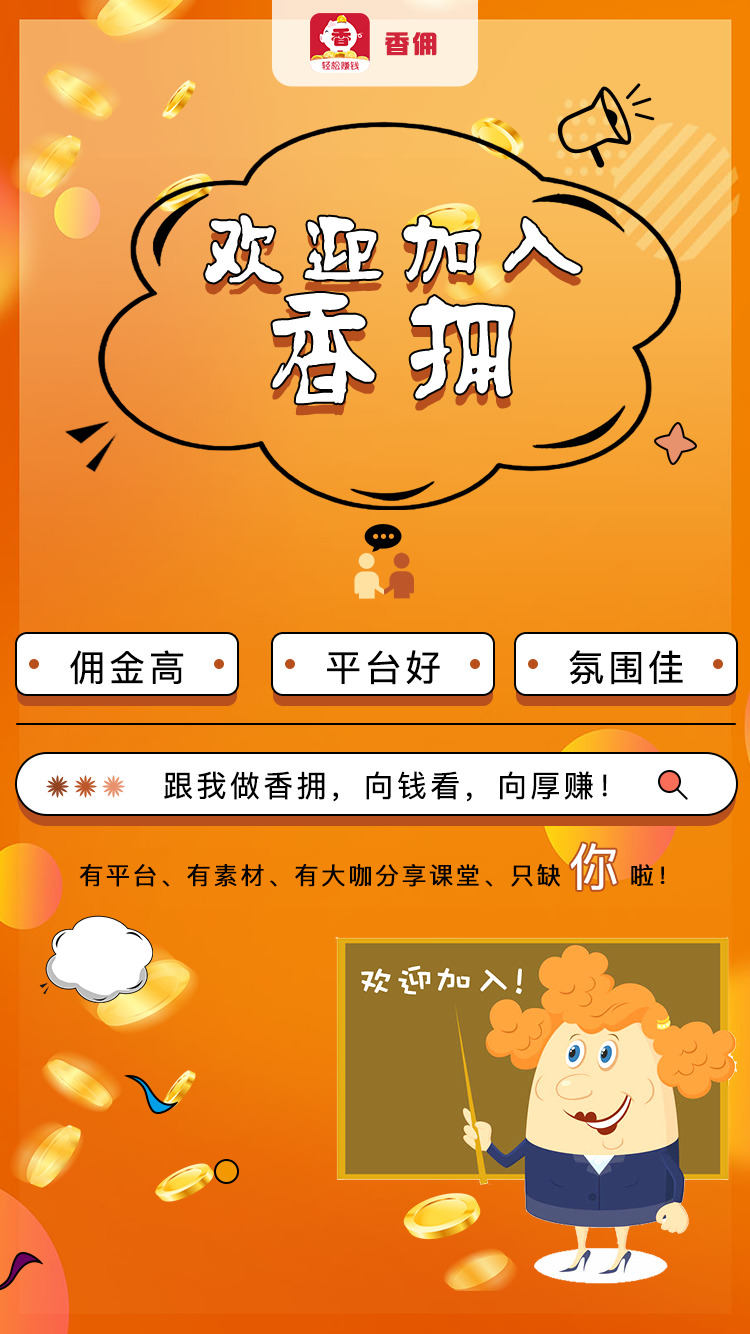 香
轻松赚钱
香佣
欢迎加入
香拥
佣金高
平台好
氛围佳
跟我做香拥，向钱看，向厚赚！
有平台、有素材、有大咖分享课堂、只缺你啦！
欢迎加入！